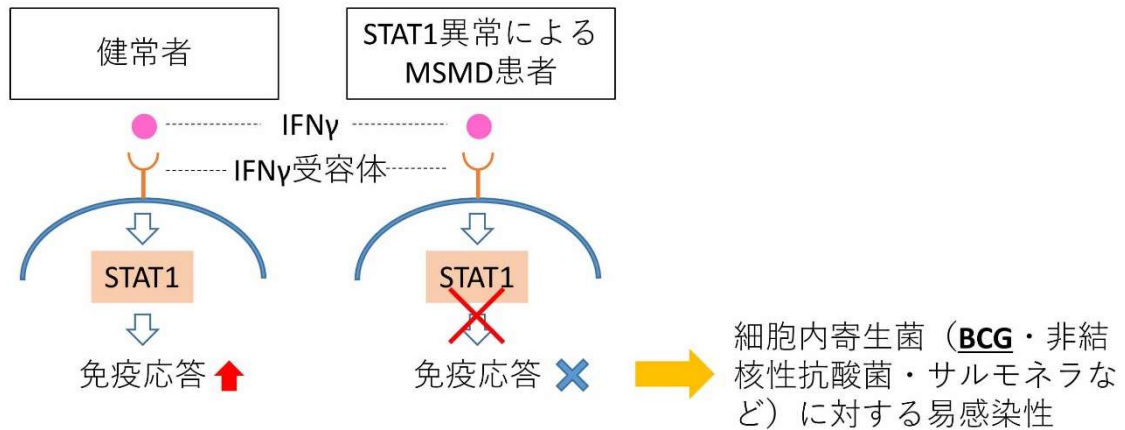 健常者
STAT1異常による
MSMD患者
IFNγ
IFNγ受容体
STAT1
STAT1
免疫応答
免疫応答
細胞内寄生菌（BCG・非結
核性抗酸菌・サルモネラな
ど）に対する易感染性